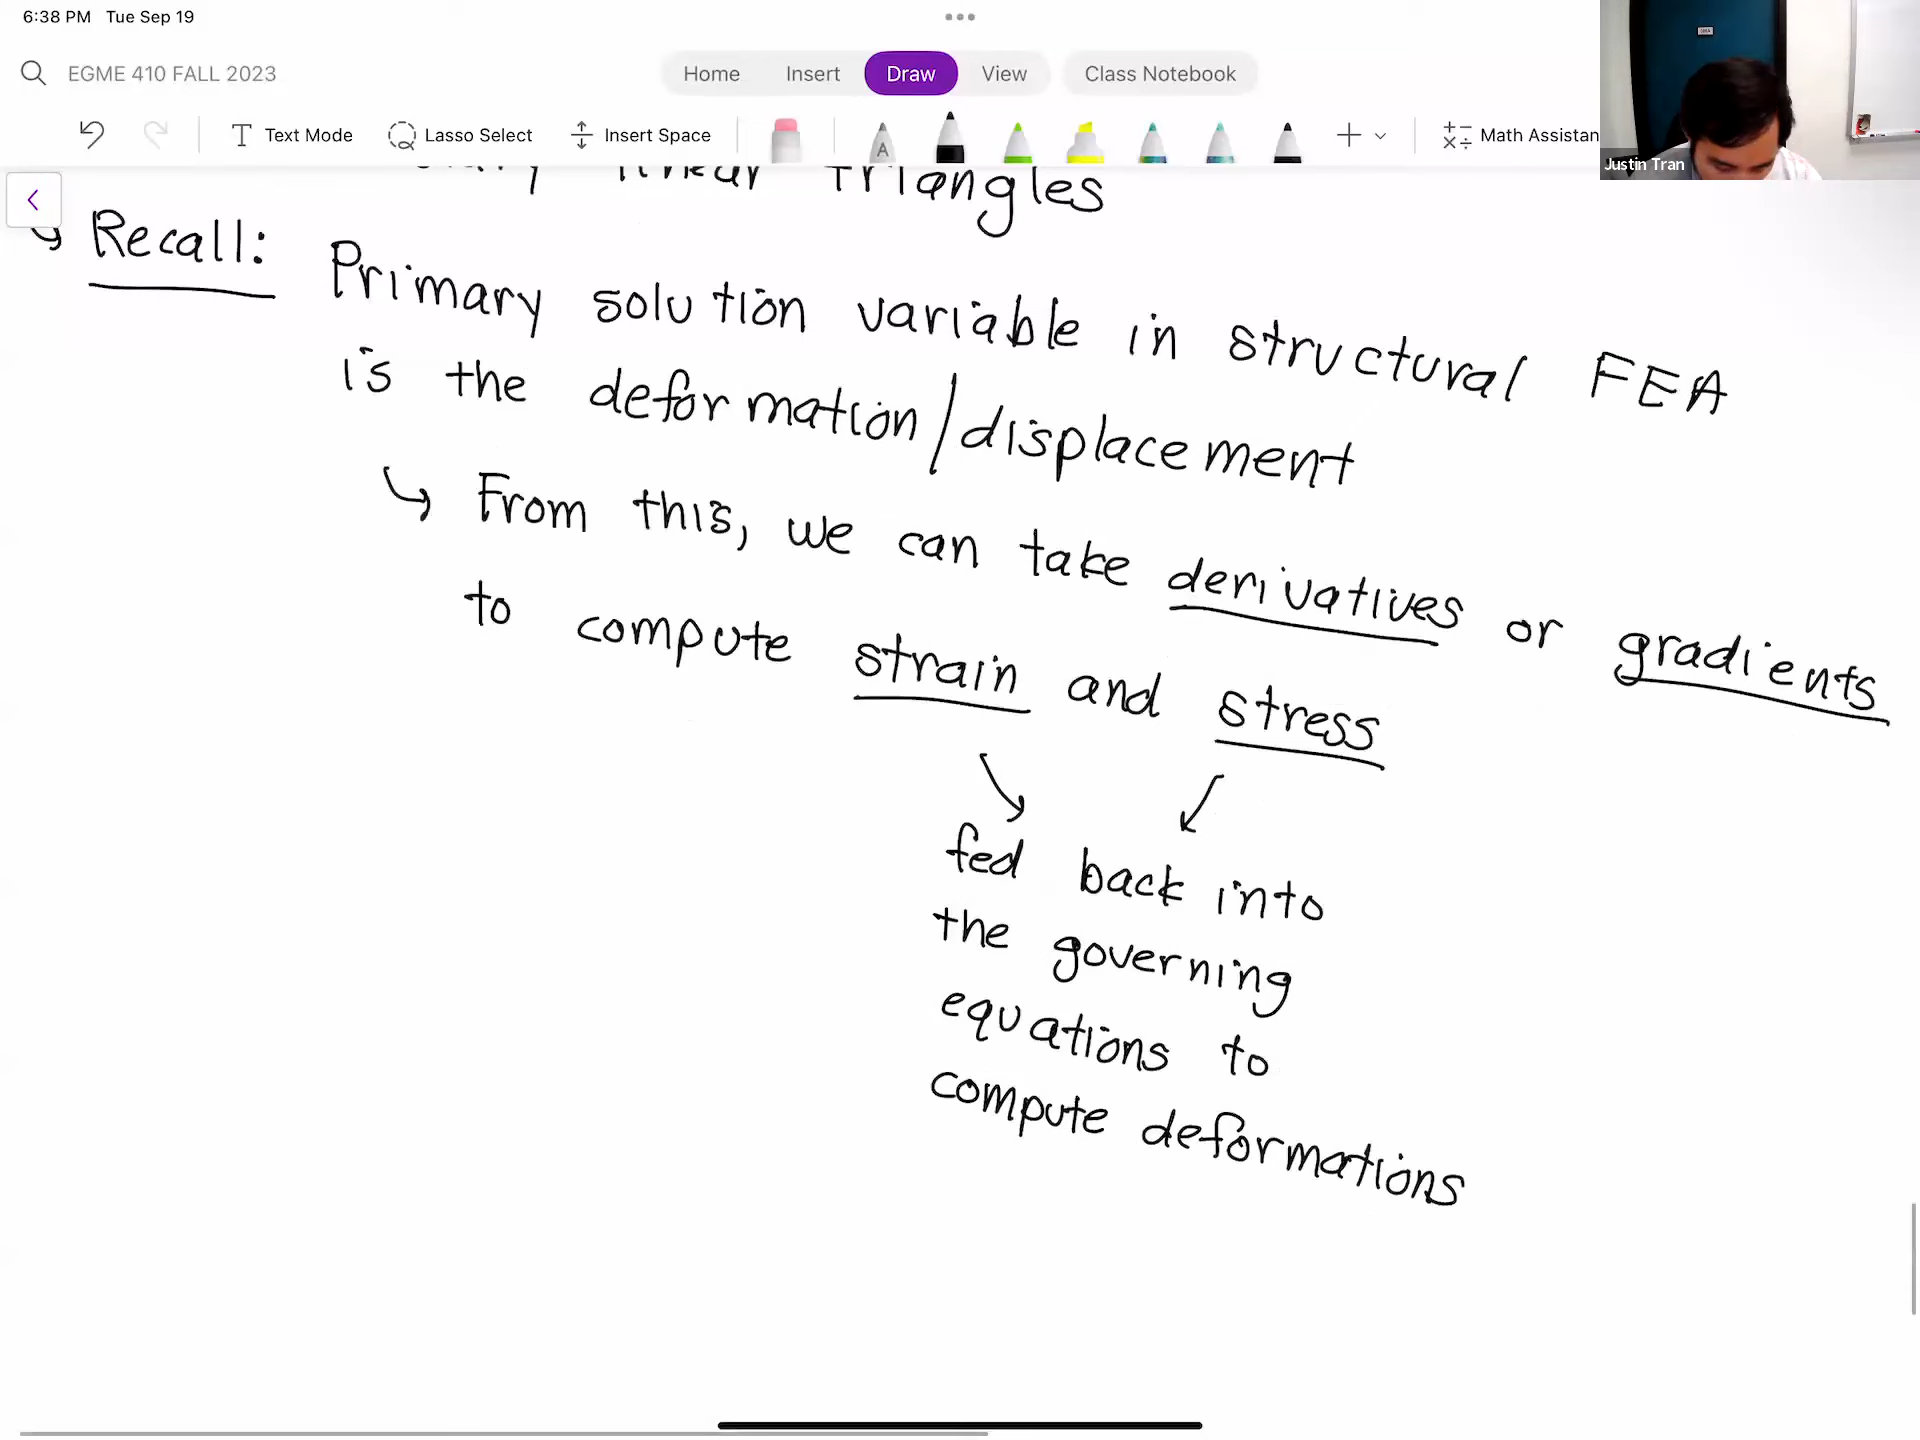 6:38 PM Tue Sep 19
EGME 410 FALL 2023
Home Insert Draw View Class Notebook
Text Mode Lasso Select Insert Space Math Assistan
Justin Tran
linear triangles
Recall: Primary solution variable in structural FEA
is the deformation/displacement
From this, we can take derivatives or gradients
to compute strain and stress
fed back into
the governing
equations to
compute deformations